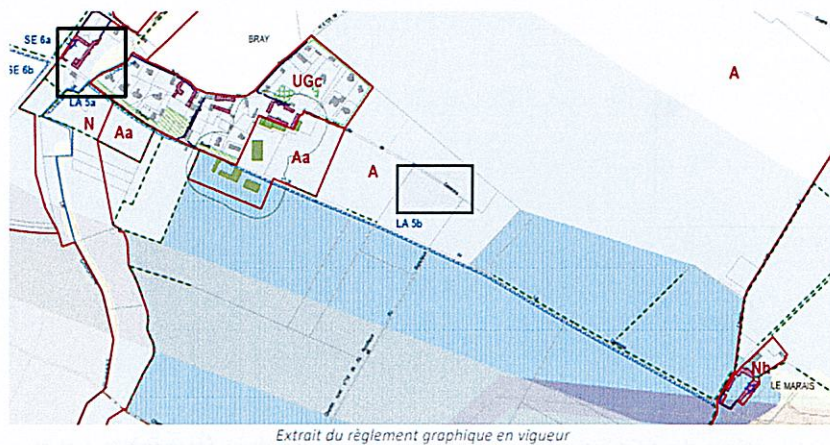 SE 6a
BRAY
SE 6b
UGc
A
LA 5a
N
Aa
Aa
A
LA 5b
Nh
LE MARAIS
Extrait du règlement graphique en vigueur